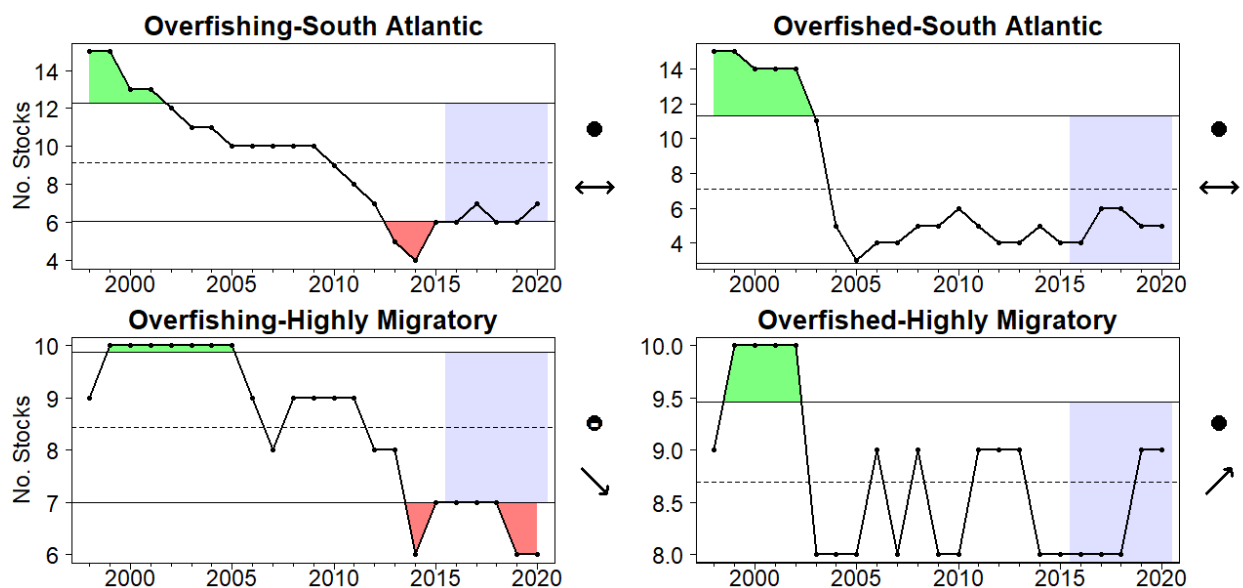 Overfishing-South Atlantic
No. Stocks
14
12
10
8
6
4
2000 2005 2010 2015 2020
Overfished-South Atlantic
14
12
10
8
6
4
2000 2005 2010 2015 2020
Overfishing-Highly Migratory
No. Stocks
10
9
8
7
6
2000 2005 2010 2015 2020
Overfished-Highly Migratory
10.0
9.5
9.0
8.5
8.0
2000 2005 2010 2015 2020